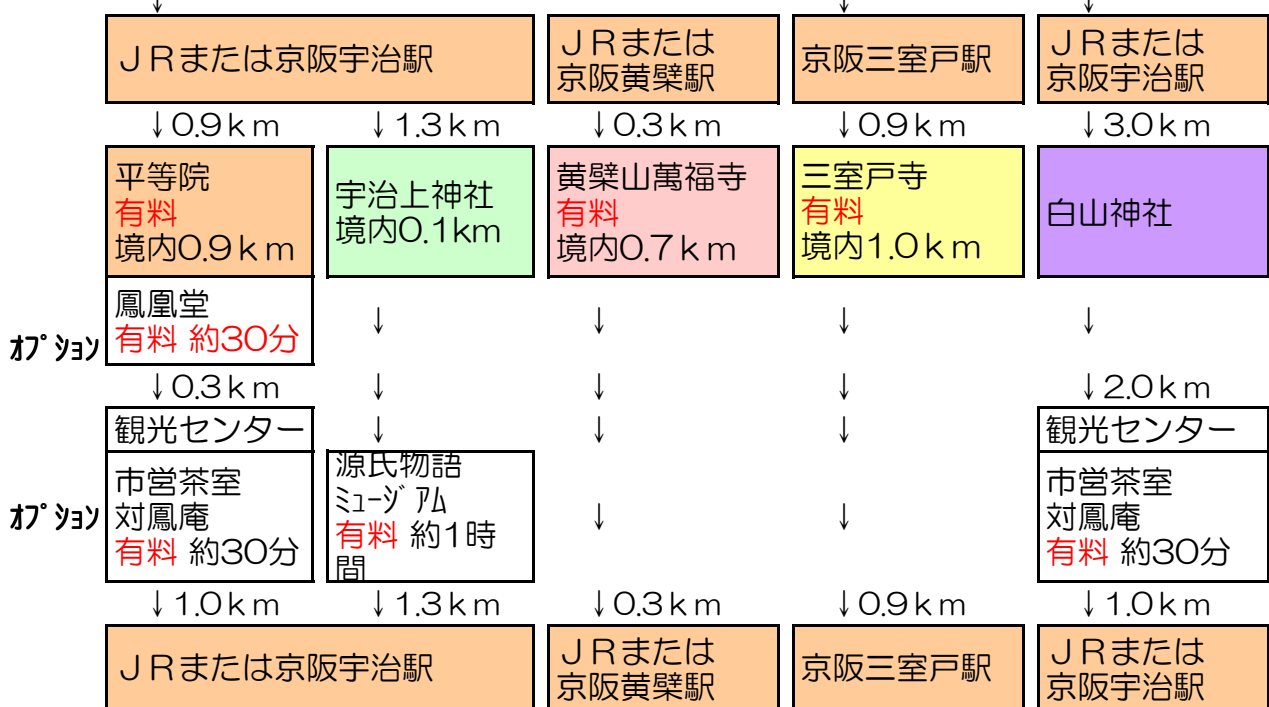 ↓ ↓ ↓
ＪＲまたは京阪宇治駅
ＪＲまたは
京阪黄檗駅
京阪三室戸駅
ＪＲまたは
京阪宇治駅
↓0.9ｋｍ ↓1.3ｋｍ ↓0.3ｋｍ ↓0.9ｋｍ ↓3.0ｋｍ
平等院
有料
境内0.9ｋｍ
宇治上神社
境内0.1km
黄檗山萬福寺
有料
境内0.7ｋｍ
三室戸寺
有料
境内1.0ｋｍ
白山神社
ｵﾌﾟｼｮﾝ
鳳凰堂
有料 約30分
↓ ↓ ↓ ↓
↓0.3ｋｍ ↓ ↓ ↓ ↓2.0ｋｍ
観光センター
↓ ↓ ↓
観光センター
ｵﾌﾟｼｮﾝ
市営茶室
対鳳庵
有料 約30分
源氏物語
ﾐｭｰｼﾞｱﾑ
有料 約1時
間
↓ ↓
市営茶室
対鳳庵
有料 約30分
↓1.0ｋｍ ↓1.3ｋｍ ↓0.3ｋｍ ↓0.9ｋｍ ↓1.0ｋｍ
ＪＲまたは京阪宇治駅
ＪＲまたは
京阪黄檗駅
京阪三室戸駅
ＪＲまたは
京阪宇治駅